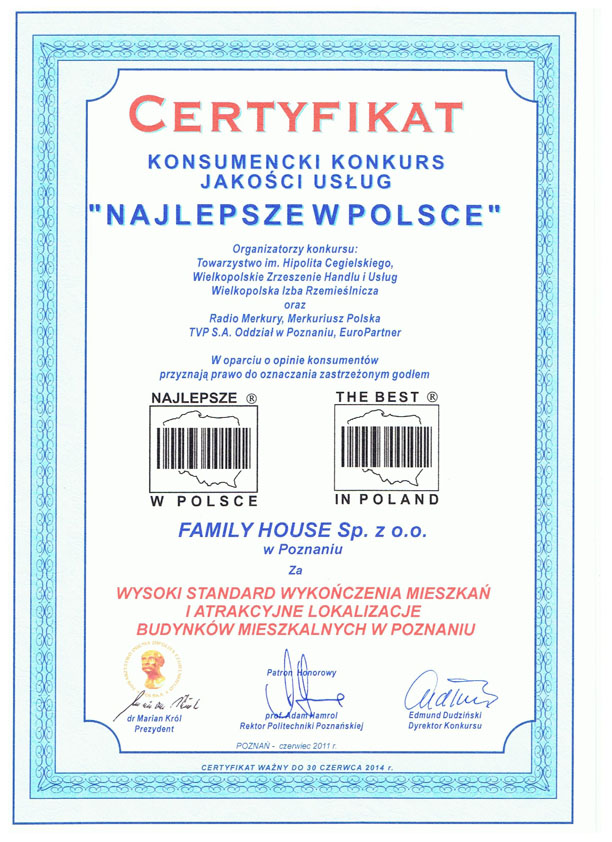 CERTYFIKAT
KONSUMENCKI KONKURS
JAKOŚCI USŁUG
"NAJLEPSZE W POLSCE"
Organizatorzy konkursu:
Towarzystwo im. Hipolita Cegielskiego,
Wielkopolskie Zrzeszenie Handlu i Usług
Wielkopolska Izba Rzemieślnicza
oraz
Radio Merkury, Merkuriusz Polska
TVP S.A. Oddział w Poznaniu, EuroPartner
W oparciu o opinie konsumentów
przyznają prawo do oznaczania zastrzeżonym godłem
NAJLEPSZE ®
W POLSCE
THE BEST ®
IN POLAND
FAMILY HOUSE Sp. z o.o.
w Poznaniu
Za
WYSOKI STANDARD WYKOŃCZENIA MIESZKAŃ
I ATRAKCYJNE LOKALIZACJE
BUDYNKÓW MIESZKALNYCH W POZNANIU
dr Marian Król
Prezydent
Patron Honorowy
prof. Adam Hamrol
Rektor Politechniki Poznańskiej
Edmund Dudziński
Dyrektor Konkursu
POZNAŃ - czerwiec 2011 r.
CERTYFIKAT WAŻNY DO 30 CZERWCA 2014 r.